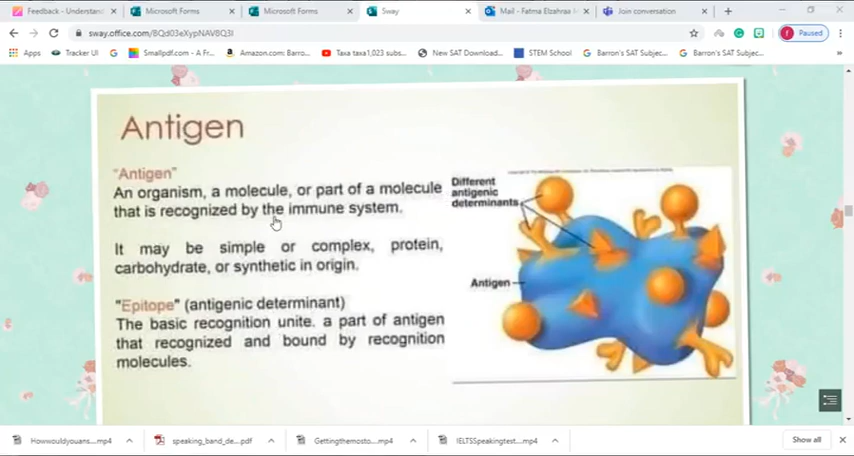 Feedback - Understand
Microsoft Forms
Microsoft Forms
Sway
Mail - Fatma Elzahraa
Join conversation
sway.office.com/8Qd03eXypNAV8Q3I
Paused
Apps
Tracker UI
Smallpdf.com - A Fr...
Amazon.com: Barro...
Taxa taxa1,023 subs...
New SAT Download...
STEM School
Barron's SAT Subjec...
Barron's SAT Subjec...
Antigen
"Antigen"
An organism, a molecule, or part of a molecule
that is recognized by the immune system.
It may be simple or complex, protein,
carbohydrate, or synthetic in origin.
"Epitope" (antigenic determinant)
The basic recognition unite. a part of antigen
that recognized and bound by recognition
molecules.
Different
antigenic
determinants
Antigen
Howwouldyouans....mp4
speaking_band_de....pdf
Gettingthemosto....mp4
IELTSSpeakingtest....mp4
Show all